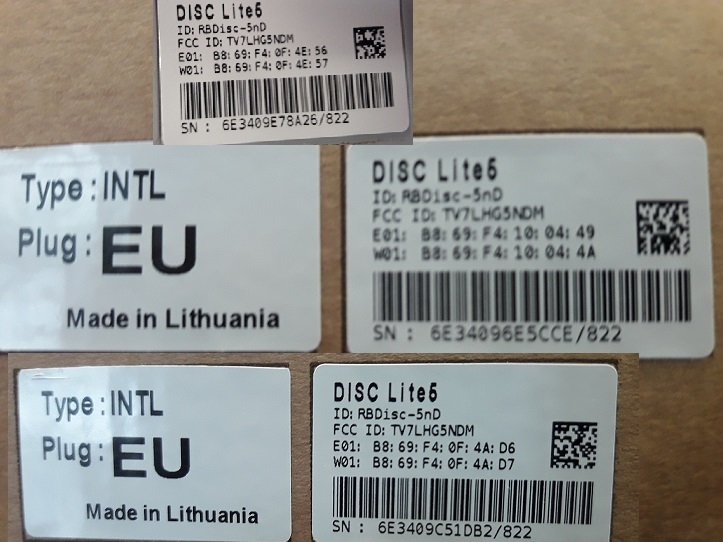 DISC Lite5
ID: RBDisc-5nD
FCC ID: TV7LHG5NDM
E01: B8:69:F4:0F:4E:56
W01: B8:69:F4:0F:4E:57
SN : 6E3409E78A26/822
Type : INTL
Plug : EU
Made in Lithuania
DISC Lite5
ID: RBDisc-5nD
FCC ID: TV7LHG5NDM
E01: B8:69:F4:10:04:49
W01: B8:69:F4:10:04:4A
SN : 6E34096E5CCE/822
Type : INTL
Plug : EU
Made in Lithuania
DISC Lite5
ID: RBDisc-5nD
FCC ID: TV7LHG5NDM
E01: B8:69:F4:0F:4A:D6
W01: B8:69:F4:0F:4A:D7
SN : 6E3409C51DB2/822